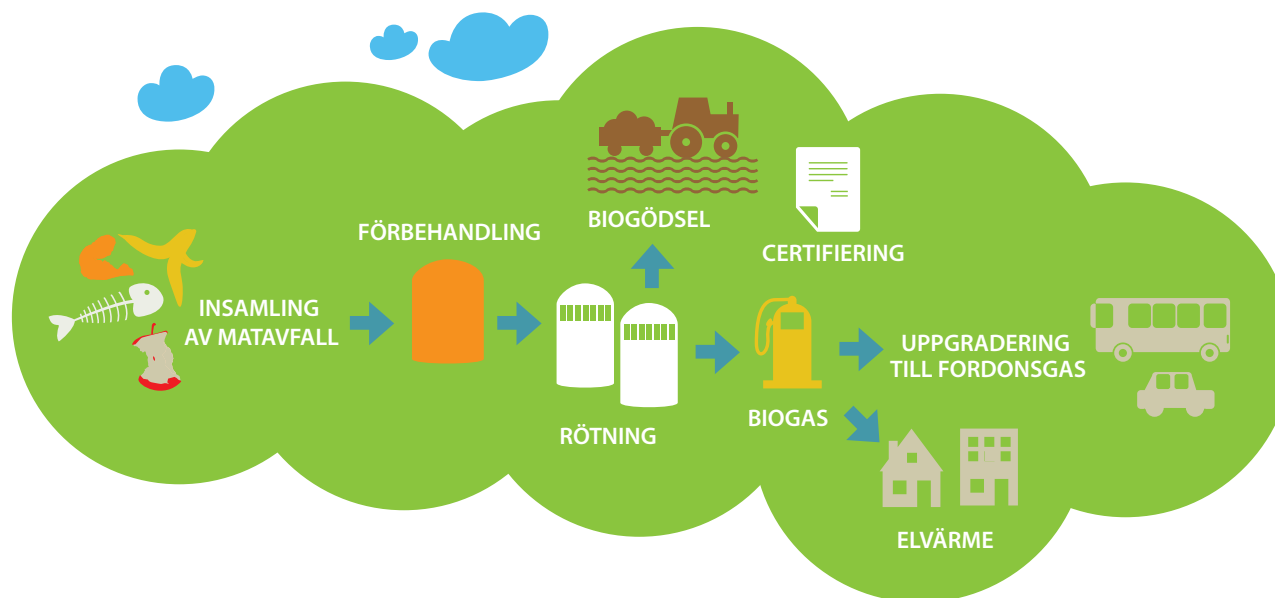 INSAMLING
AV MATAVFALL
FÖRBEHANDLING
RÖTNING
BIOGÖDSEL
CERTIFIERING
BIOGAS
UPPGRADERING
TILL FORDONSGAS
ELVÄRME